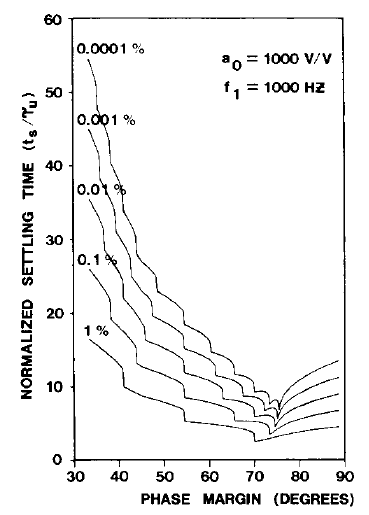 60
50
40
30
20
10
0
NORMALIZED SETTLING TIME (ts/τu)
0.0001 %
0.001 %
0.01 %
0.1 %
1 %
a0 = 1000 V/V
f1 = 1000 HZ
30 40 50 60 70 80 90
PHASE MARGIN (DEGREES)